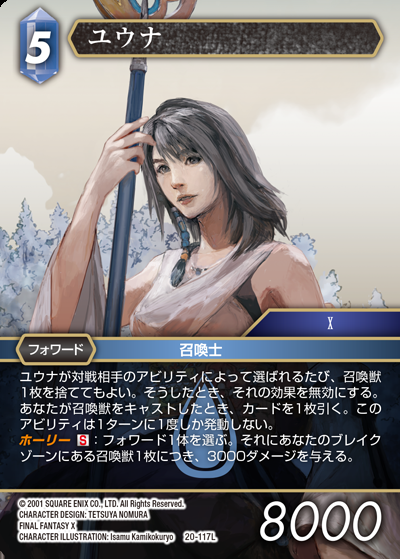 5
ユウナ
X
フォワード
召喚士
ユウナが対戦相手のアビリティによって選ばれるたび、召喚獣
1枚を捨ててもよい。そうしたとき、それの効果を無効にする。
あなたが召喚獣をキャストしたとき、カードを1枚引く。この
アビリティは1ターンに1度しか発動しない。
ホーリー S:フォワード1体を選ぶ。それにあなたのブレイク
ゾーンにある召喚獣1枚につき、3000ダメージを与える。
© 2001 SQUARE ENIX CO., LTD. All Rights Reserved.
CHARACTER DESIGN: TETSUYA NOMURA
FINAL FANTASY X
CHARACTER ILLUSTRATION: Isamu Kamikokuryo
20-117L
8000